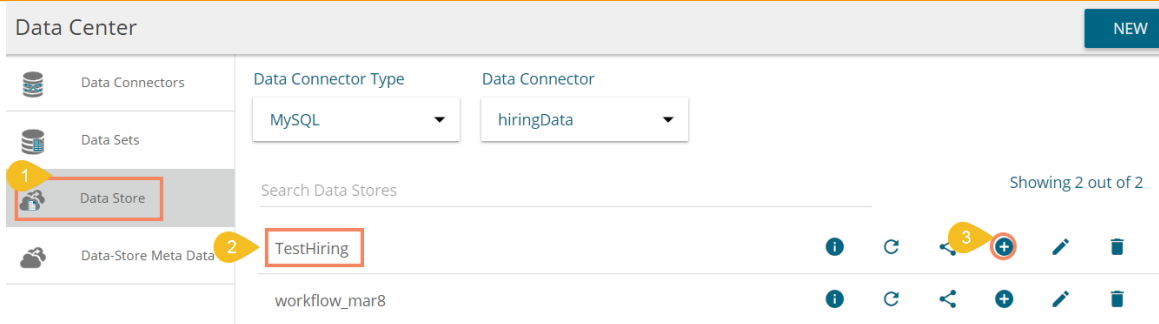 Data Center
NEW
Data Connectors
Data Sets
1
Data Store
Data-Store Meta Data
Data Connector Type
Data Connector
MySQL
hiringData
Search Data Stores
Showing 2 out of 2
2
TestHiring
3
workflow_mar8